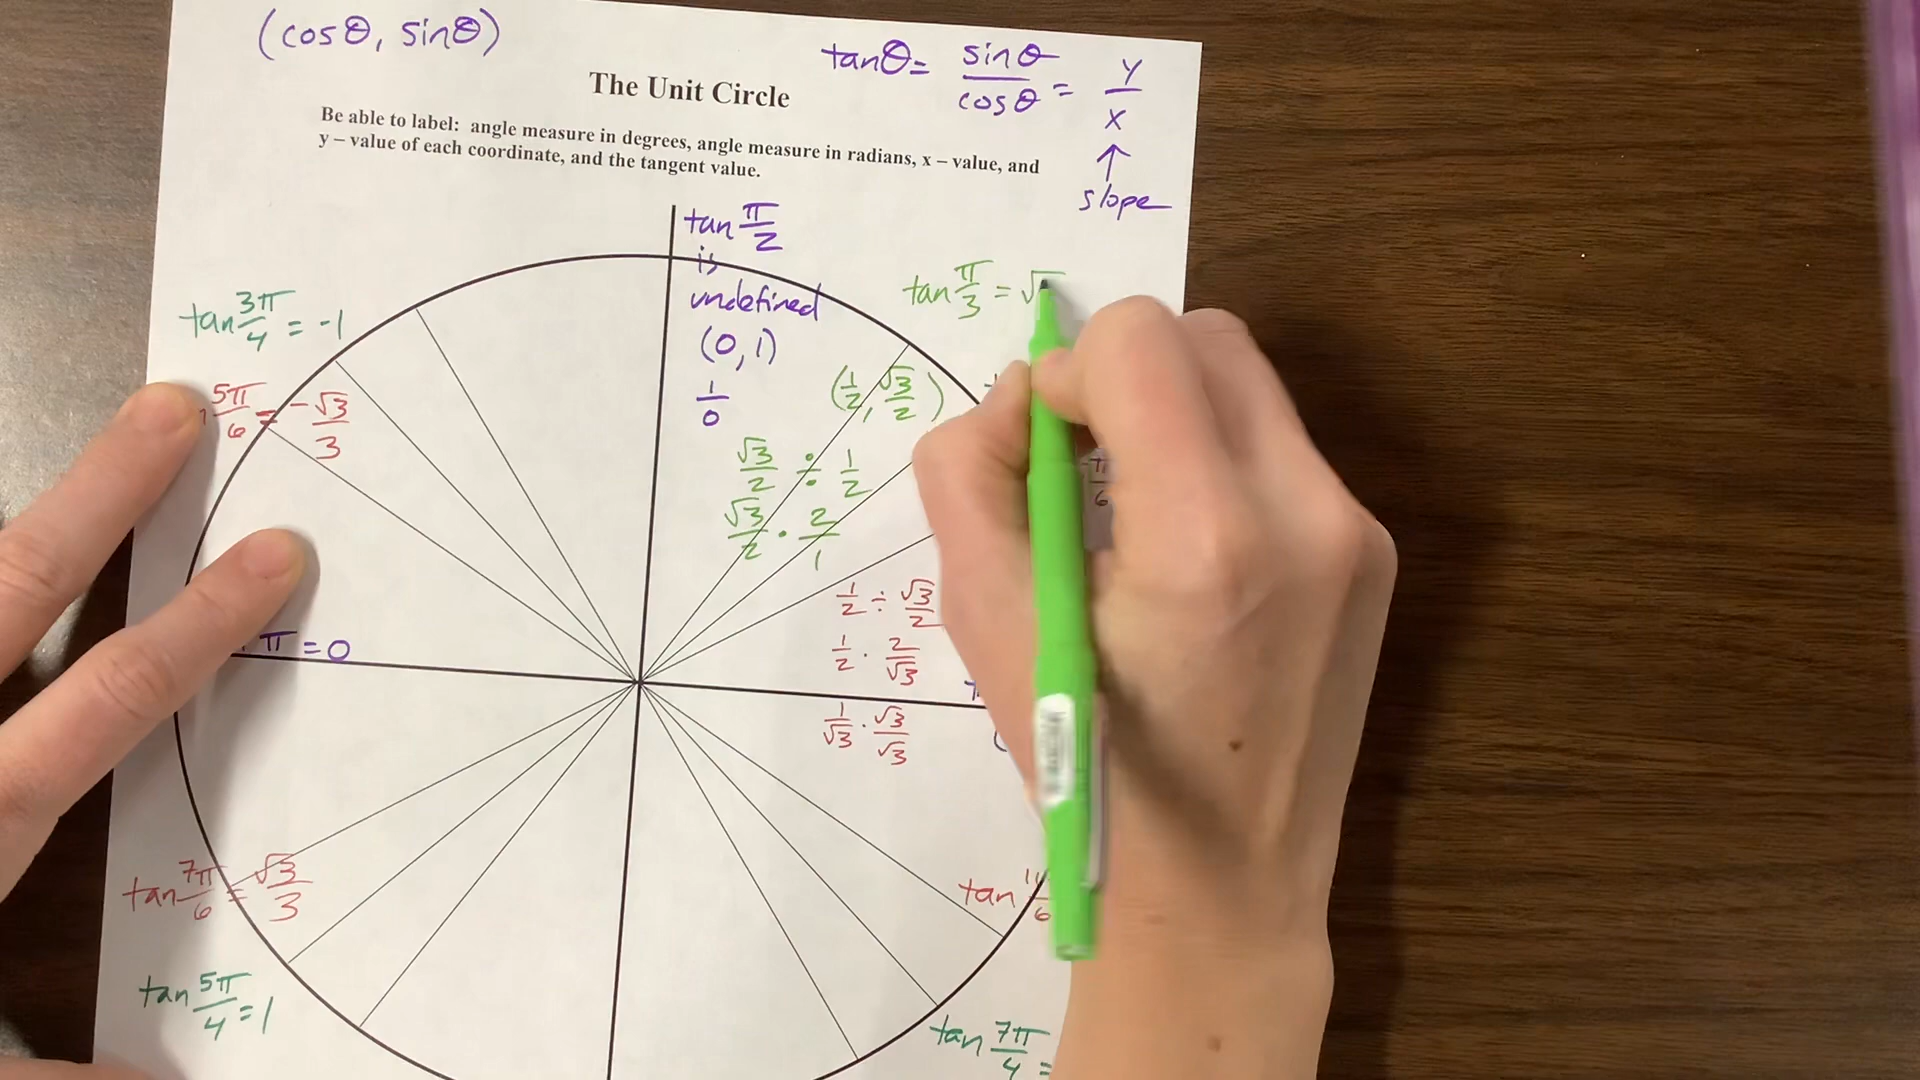 (cosθ, sinθ)
tanθ = sinθ/cosθ = y/x
↑
slope
The Unit Circle
Be able to label: angle measure in degrees, angle measure in radians, x – value, and
y – value of each coordinate, and the tangent value.
tan π/2
is
undefined
(0, 1)
1/0
tan π/3 = √
tan 3π/4 = -1
5π/6 = -√3/3
(1/2, √3/2)
√3/2 ÷ 1/2
√3/2 · 2/1
π/6
1/2 ÷ √3/2
1/2 · 2/√3
π = 0
1/√3 · √3/√3
tan 7π/6 = √3/3
tan 11/6
tan 5π/4 = 1
tan 7π/4 =